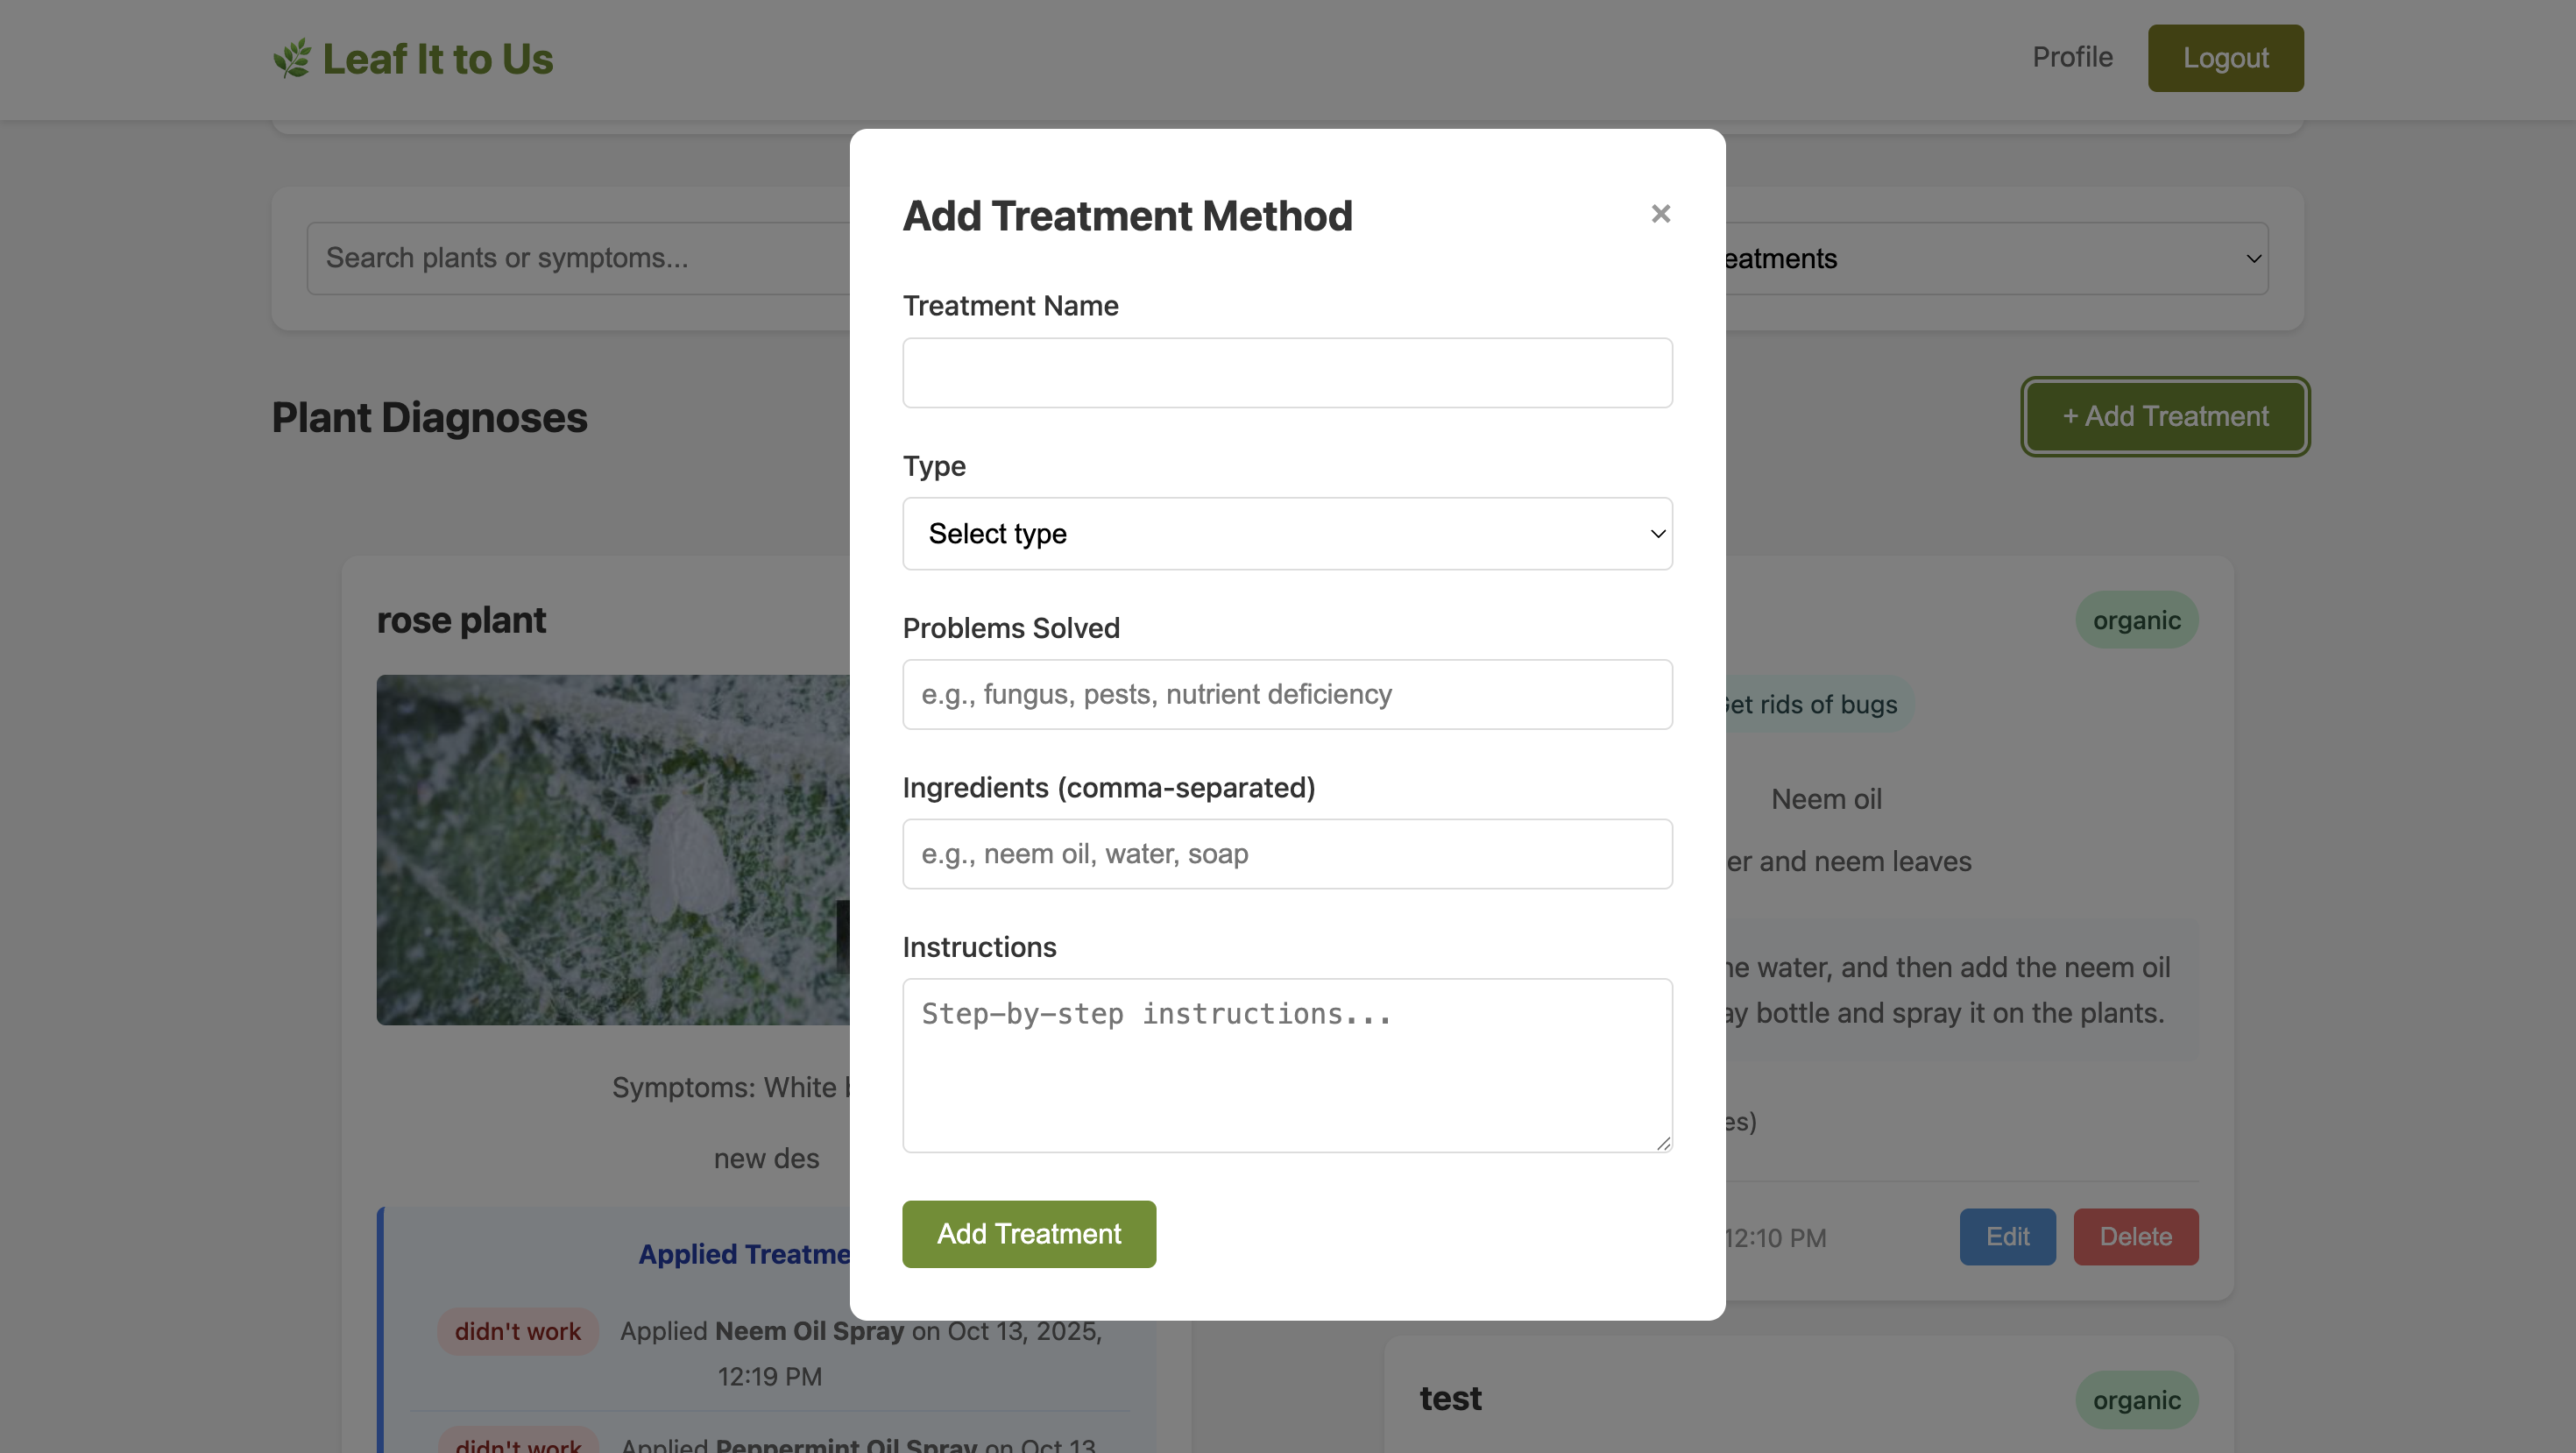 Leaf It to Us
Profile
Logout
Search plants or symptoms...
eatments
Plant Diagnoses
+ Add Treatment
Add Treatment Method
×
Treatment Name
Type
Select type
Problems Solved
e.g., fungus, pests, nutrient deficiency
Ingredients (comma-separated)
e.g., neem oil, water, soap
Instructions
Step-by-step instructions...
Add Treatment
rose plant
Symptoms: White
new des
Applied Treatme
didn't work Applied Neem Oil Spray on Oct 13, 2025,
12:19 PM
didn't work Applied Peppermint Oil Spray on Oct 13
organic
et rids of bugs
Neem oil
er and neem leaves
he water, and then add the neem oil
ay bottle and spray it on the plants.
es)
12:10 PM
Edit
Delete
test
organic